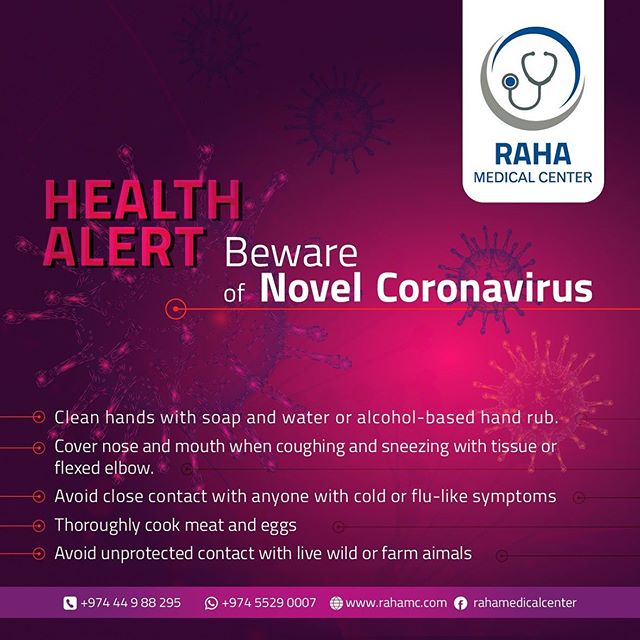 RAHA
MEDICAL CENTER
HEALTH
ALERT
Beware
of Novel Coronavirus
Clean hands with soap and water or alcohol-based hand rub.
Cover nose and mouth when coughing and sneezing with tissue or
flexed elbow.
Avoid close contact with anyone with cold or flu-like symptoms
Thoroughly cook meat and eggs
Avoid unprotected contact with live wild or farm aimals
+974 44 9 88 295 +974 5529 0007 www.rahamc.com rahamedicalcenter